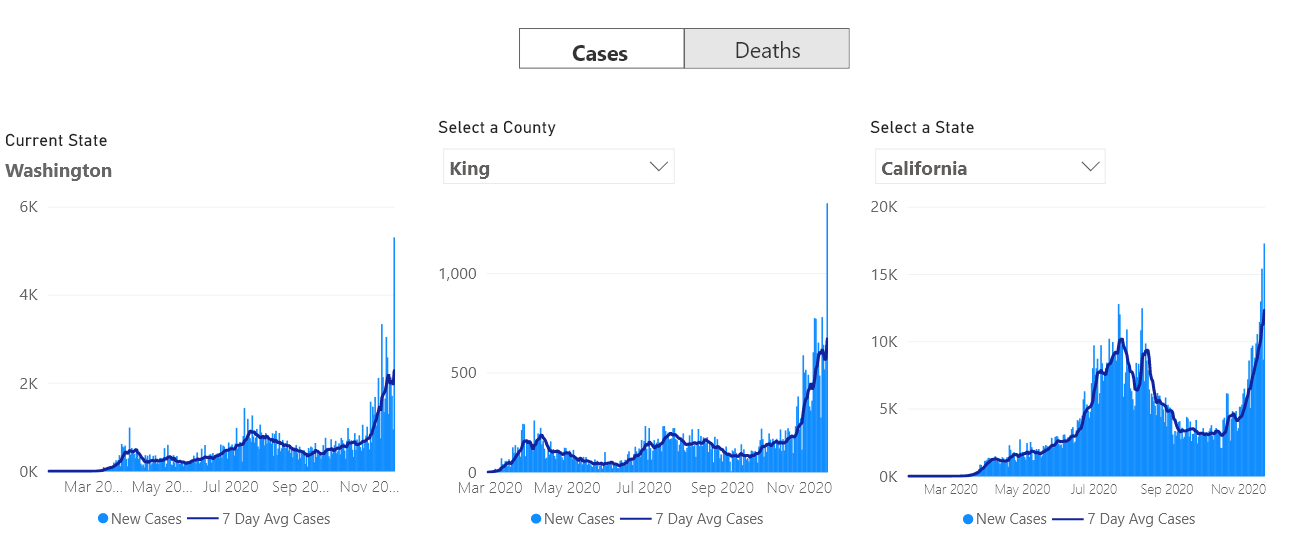 Cases Deaths
Current State
Washington
6K
4K
2K
0K
Mar 20... May 20... Jul 2020 Sep 20... Nov 20...
New Cases 7 Day Avg Cases
Select a County
King
1,000
500
0
Mar 2020 May 2020 Jul 2020 Sep 2020 Nov 2020
New Cases 7 Day Avg Cases
Select a State
California
20K
15K
10K
5K
0K
Mar 2020 May 2020 Jul 2020 Sep 2020 Nov 2020
New Cases 7 Day Avg Cases